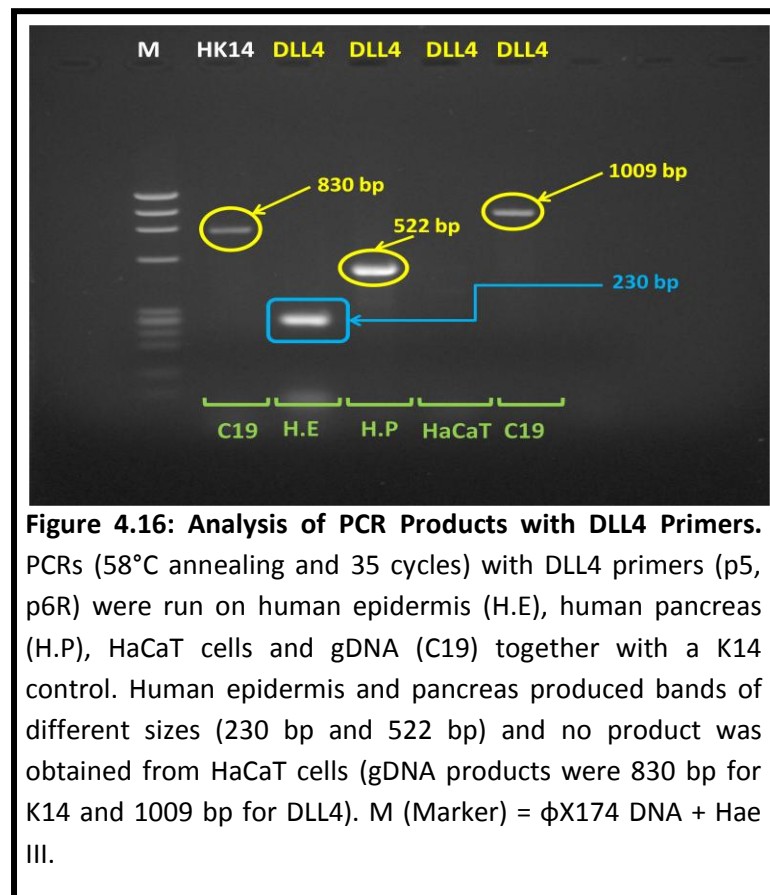 M HK14 DLL4 DLL4 DLL4 DLL4
830 bp
1009 bp
522 bp
230 bp
C19 H.E H.P HaCaT C19
Figure 4.16: Analysis of PCR Products with DLL4 Primers.
PCRs (58°C annealing and 35 cycles) with DLL4 primers (p5,
p6R) were run on human epidermis (H.E), human pancreas
(H.P), HaCaT cells and gDNA (C19) together with a K14
control. Human epidermis and pancreas produced bands of
different sizes (230 bp and 522 bp) and no product was
obtained from HaCaT cells (gDNA products were 830 bp for
K14 and 1009 bp for DLL4). M (Marker) = ϕX174 DNA + Hae
III.